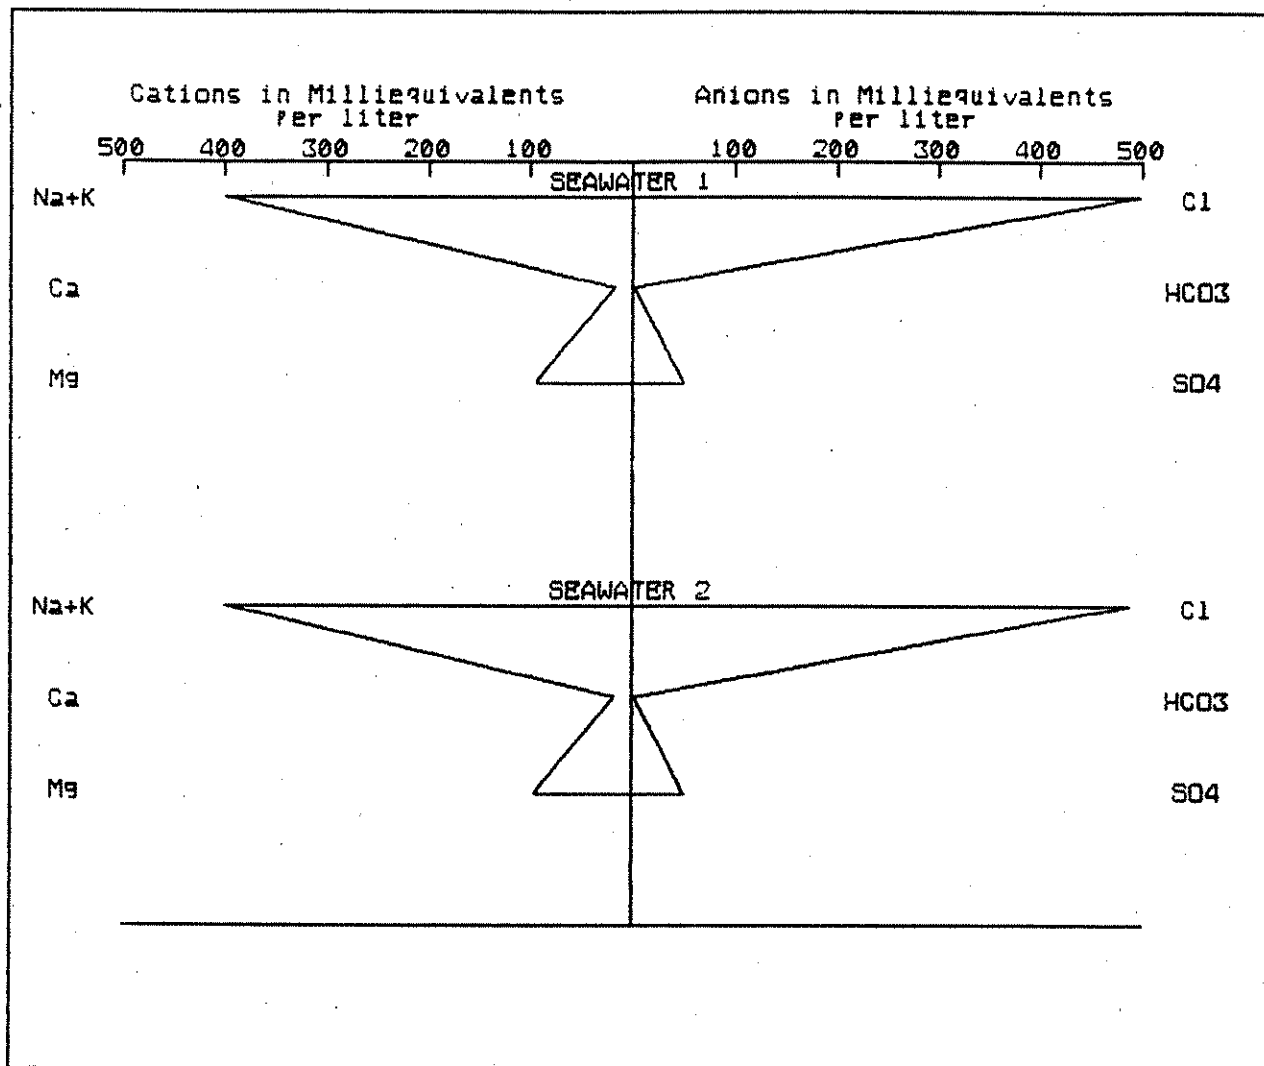 Cations in Milliequivalents
per liter
Anions in Milliequivalents
per liter
500 400 300 200 100 100 200 300 400 500
SEAWATER 1
Na+K Cl
Ca HCO3
Mg SO4
SEAWATER 2
Na+K Cl
Ca HCO3
Mg SO4